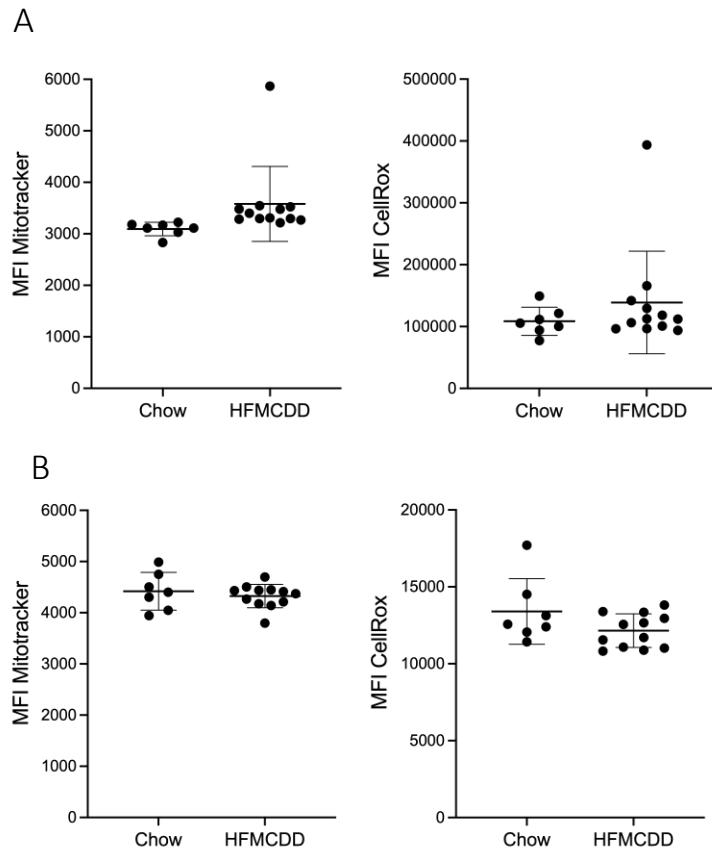 A
MFI Mitotracker
6000
5000
4000
3000
2000
1000
0
Chow
HFMCDD
MFI CellRox
500000
400000
300000
200000
100000
0
Chow
HFMCDD
B
MFI Mitotracker
6000
5000
4000
3000
2000
1000
0
Chow
HFMCDD
MFI CellRox
20000
15000
10000
5000
0
Chow
HFMCDD